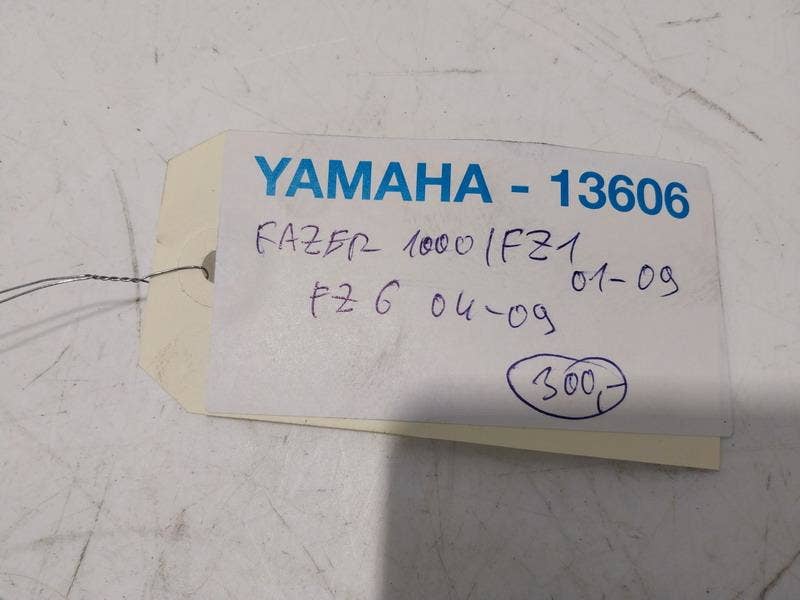 YAMAHA - 13606
FAZER 1000/FZ1
01-09
FZ6 04-09
300,-